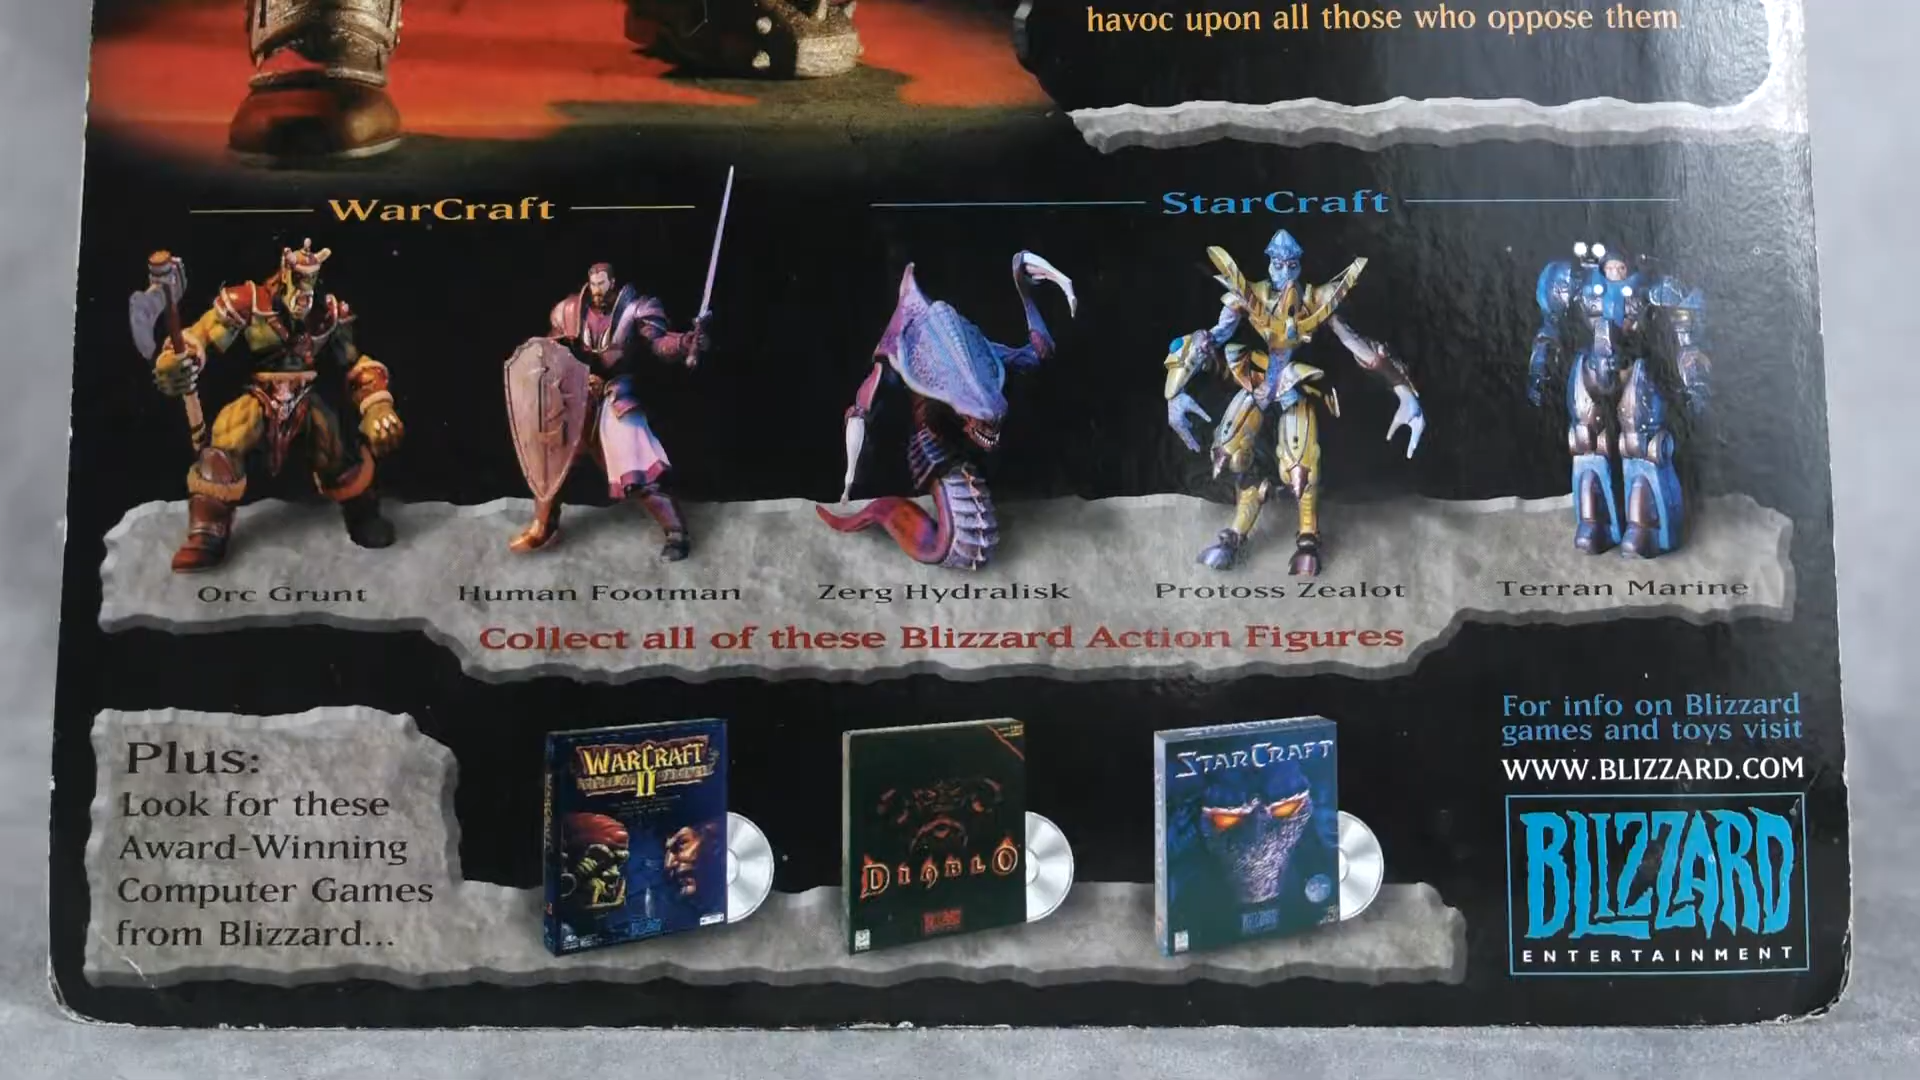 havoc upon all those who oppose them.
WarCraft
StarCraft
Orc Grunt
Human Footman
Zerg Hydralisk
Protoss Zealot
Terran Marine
Collect all of these Blizzard Action Figures
Plus:
Look for these
Award-Winning
Computer Games
from Blizzard...
WARCRAFT
II
DIABLO
STARCRAFT
For info on Blizzard
games and toys visit
WWW.BLIZZARD.COM
BLIZZARD
ENTERTAINMENT